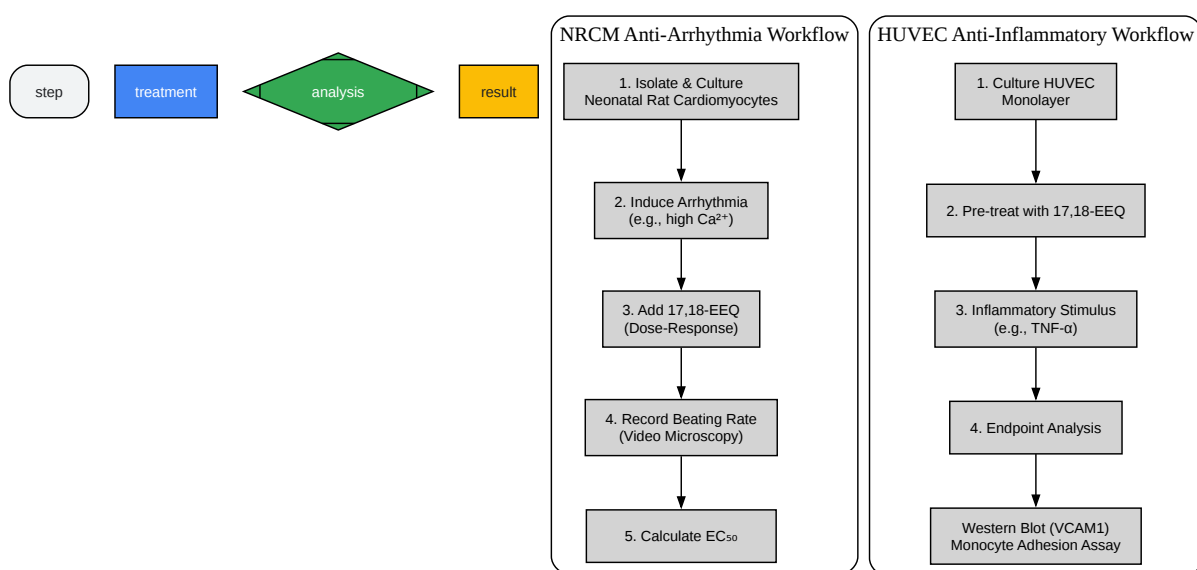 step
treatment
analysis
result
NRCM Anti-Arrhythmia Workflow
1. Isolate & Culture
Neonatal Rat Cardiomyocytes
2. Induce Arrhythmia
(e.g., high Ca²⁺)
3. Add 17,18-EEQ
(Dose-Response)
4. Record Beating Rate
(Video Microscopy)
5. Calculate EC₅₀
HUVEC Anti-Inflammatory Workflow
1. Culture HUVEC
Monolayer
2. Pre-treat with 17,18-EEQ
3. Inflammatory Stimulus
(e.g., TNF-α)
4. Endpoint Analysis
Western Blot (VCAM1)
Monocyte Adhesion Assay